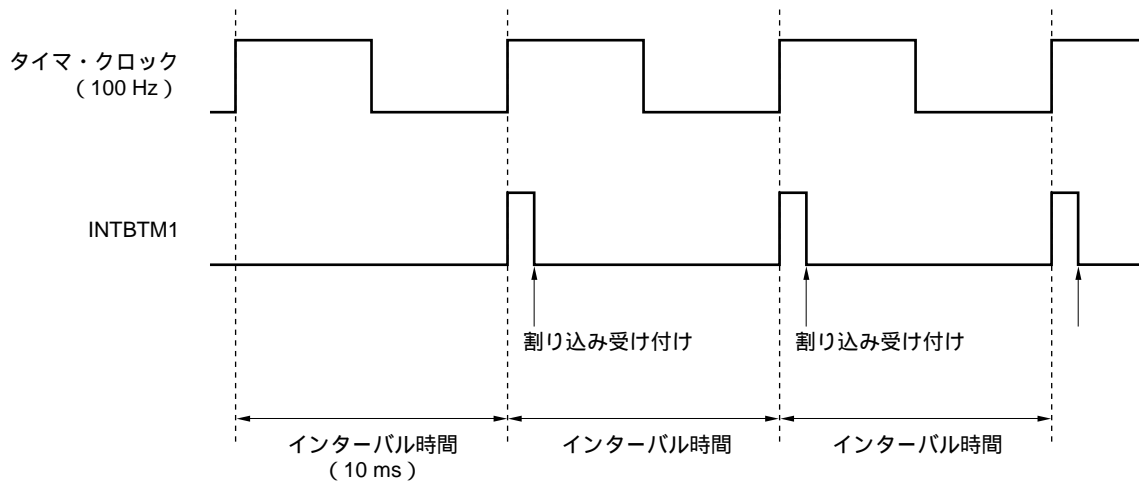 タイマ・クロック
（100 Hz）
INTBTM1
割り込み受け付け
割り込み受け付け
インターバル時間
（10 ms）
インターバル時間
インターバル時間